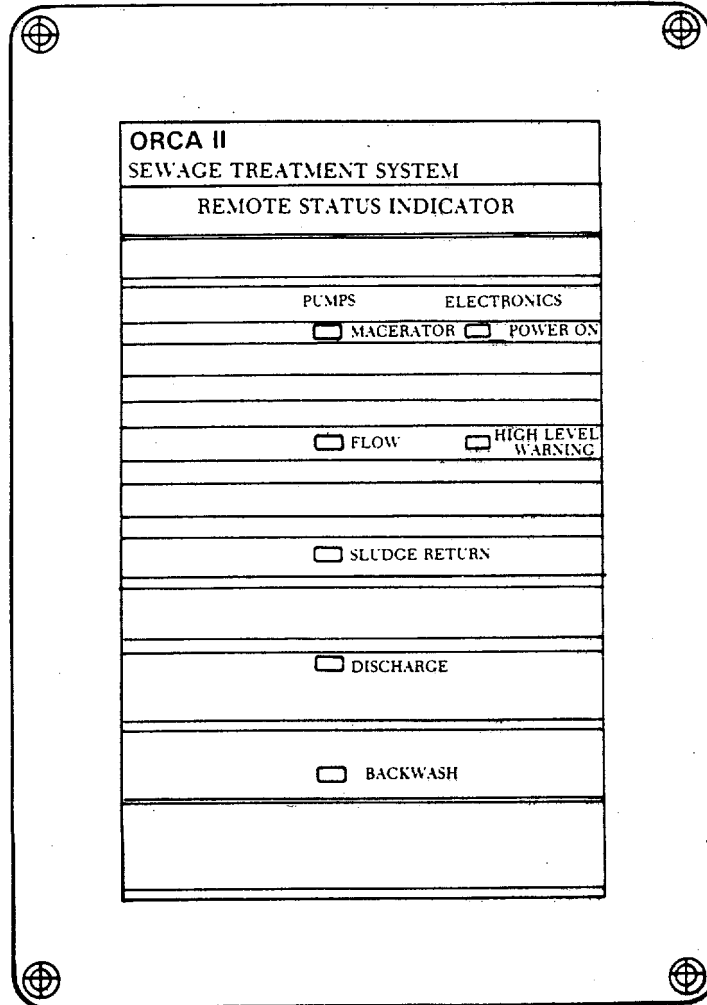 ORCA II
SEWAGE TREATMENT SYSTEM
REMOTE STATUS INDICATOR
PUMPS ELECTRONICS
MACERATOR POWER ON
FLOW HIGH LEVEL
WARNING
SLUDGE RETURN
DISCHARGE
BACKWASH